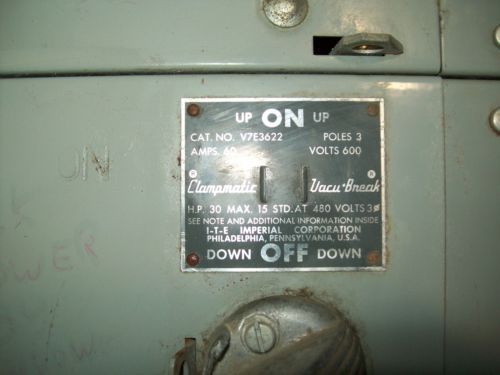 UP ON UP
CAT. NO. V7E3622 POLES 3
AMPS. 60 VOLTS 600
Clampmatic ® Vacu-Break ®
H.P. 30 MAX. 15 STD. AT 480 VOLTS 3ø
SEE NOTE AND ADDITIONAL INFORMATION INSIDE
I-T-E IMPERIAL CORPORATION
PHILADELPHIA, PENNSYLVANIA, U.S.A.
DOWN OFF DOWN
ON